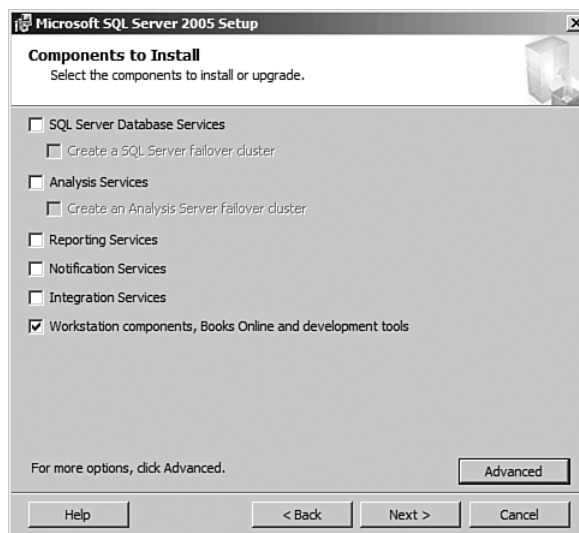 Microsoft SQL Server 2005 Setup
Components to Install
Select the components to install or upgrade.
SQL Server Database Services
Create a SQL Server failover cluster
Analysis Services
Create an Analysis Server failover cluster
Reporting Services
Notification Services
Integration Services
Workstation components, Books Online and development tools
For more options, click Advanced.
Advanced
Help
< Back
Next >
Cancel